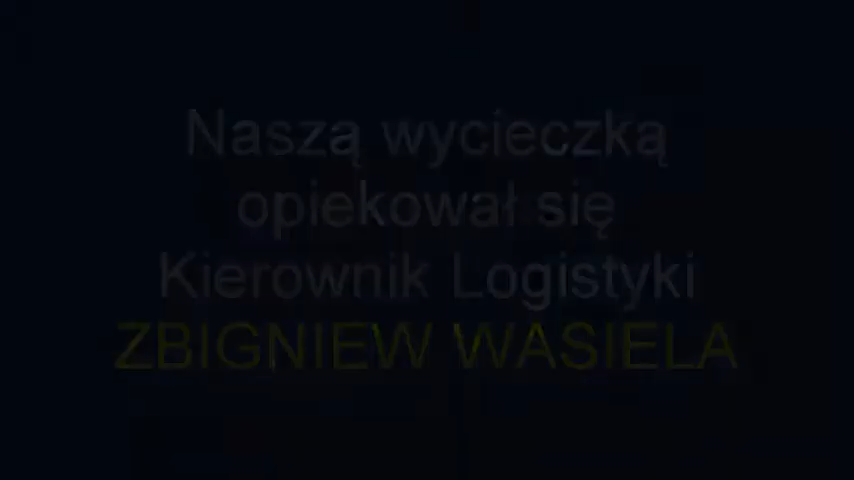 Naszą wycieczką
opiekował się
Kierownik Logistyki
ZBIGNIEW WASIELA